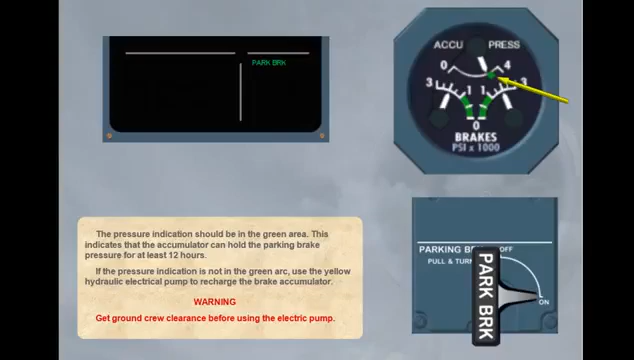 PARK BRK
ACCU PRESS
0 4
3 1 1 3
0
BRAKES
PSI x 1000
The pressure indication should be in the green area. This
indicates that the accumulator can hold the parking brake
pressure for at least 12 hours.
If the pressure indication is not in the green arc, use the yellow
hydraulic electrical pump to recharge the brake accumulator.
WARNING
Get ground crew clearance before using the electric pump.
PARKING BR OFF
PULL & TURN
PARK BRK
ON